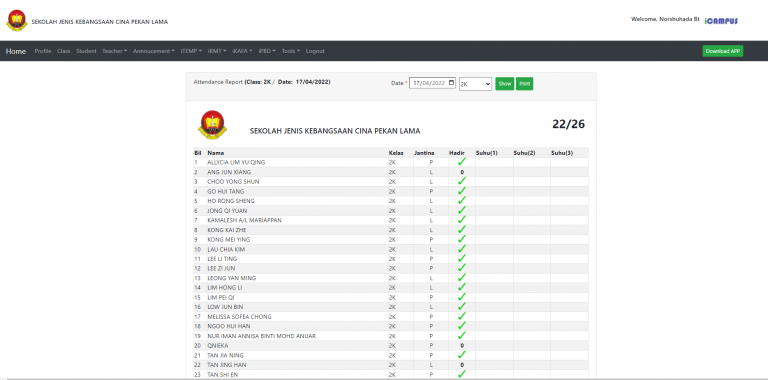 SEKOLAH JENIS KEBANGSAAN CINA PEKAN LAMA
Welcome, Norshuhada Bt iCAMPUS
Home Profile Class Student Teacher Annoucement iTEMP iRMT iKAFA iPBD Tools Logout Download APP
Attendance Report (Class: 2K / Date: 17/04/2022) Date * 17/04/2022 2K Show Print
SEKOLAH JENIS KEBANGSAAN CINA PEKAN LAMA 22/26
Bil Nama Kelas Jantina Hadir Suhu(1) Suhu(2) Suhu(3)
1 ALLYCIA LIM YU QING 2K P ✓
2 ANG JUN XIANG 2K L 0
3 CHOO YONG SHUN 2K L ✓
4 GO HUI TANG 2K P ✓
5 HO RONG SHENG 2K L ✓
6 JONG QI YUAN 2K L ✓
7 KAMALESH A/L MARIAPPAN 2K L ✓
8 KONG KAI ZHE 2K L ✓
9 KONG MEI YING 2K P ✓
10 LAU CHIA KIM 2K L ✓
11 LEE LI TING 2K P ✓
12 LEE ZI JUN 2K P ✓
13 LEONG YAN MING 2K L ✓
14 LIM HONG LI 2K L ✓
15 LIM PEI QI 2K P ✓
16 LOW JUN BIN 2K L ✓
17 MELISSA SOFEA CHONG 2K P ✓
18 NGOO HUI HAN 2K P ✓
19 NUR IMAN ANNISA BINTI MOHD ANUAR 2K P ✓
20 QNIEKA 2K P 0
21 TAN JIA NING 2K P ✓
22 TAN JING HAN 2K L 0
23 TAN SHI EN 2K P ✓